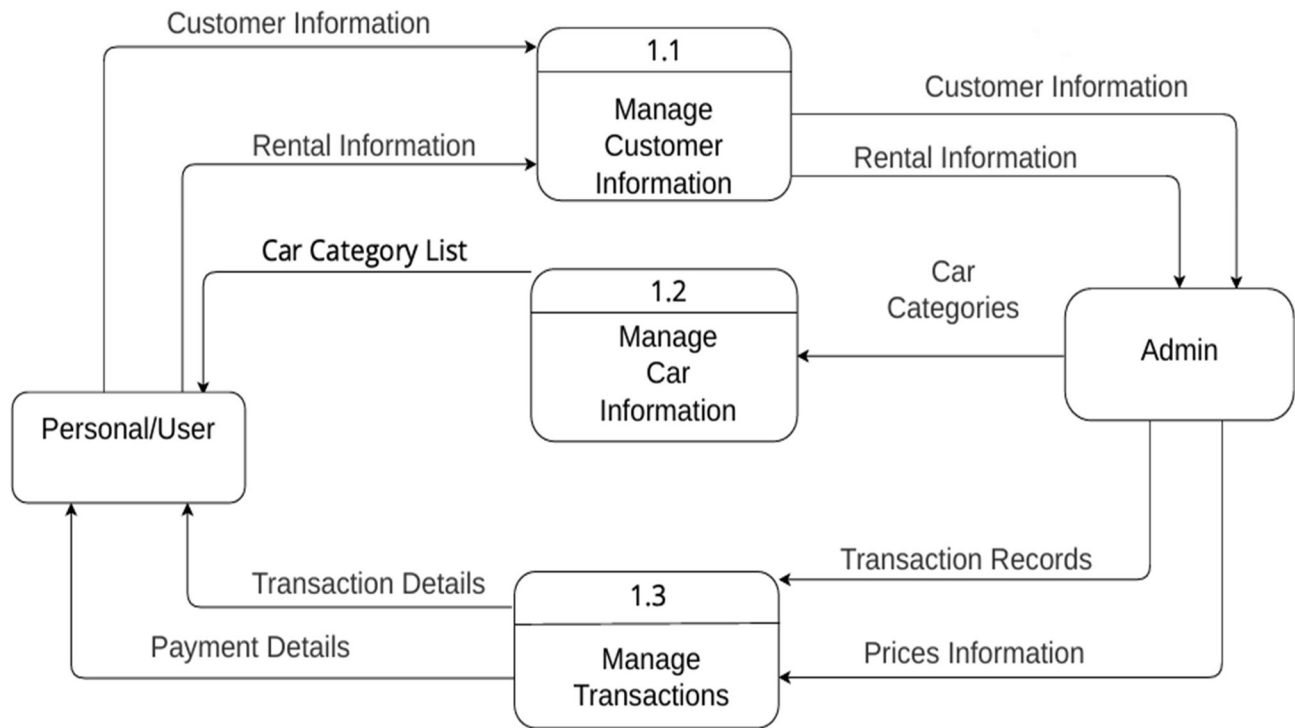 Customer Information
1.1
Manage
Customer
Information
Customer Information
Rental Information
Rental Information
Car Category List
1.2
Manage
Car
Information
Car
Categories
Admin
Personal/User
Transaction Details
Payment Details
1.3
Manage
Transactions
Transaction Records
Prices Information